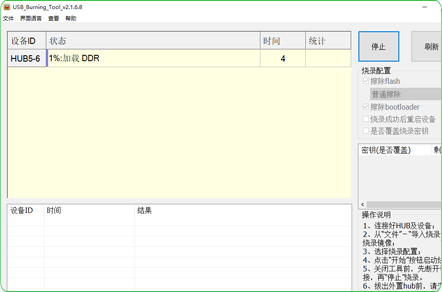 USB_Burning_Tool_v2.1.6.8
文件 界面语言 查看 帮助
设备ID 状态 时间 统计
HUB5-6 1%:加载 DDR 4
停止 刷新
烧录配置
擦除flash
普通擦除
擦除bootloader
烧录成功后重启设备
是否覆盖烧录密钥
密钥(是否覆盖) 剩
设备ID 时间 结果
操作说明
1、连接好HUB及设备;
2、从“文件”－“导入烧录
烧录镜像;
3、选择烧录配置;
4、点击“开始”按钮启动烧
5、关闭工具前，先断开
接，再“停止”烧录。
6、拔出外置hub前，请